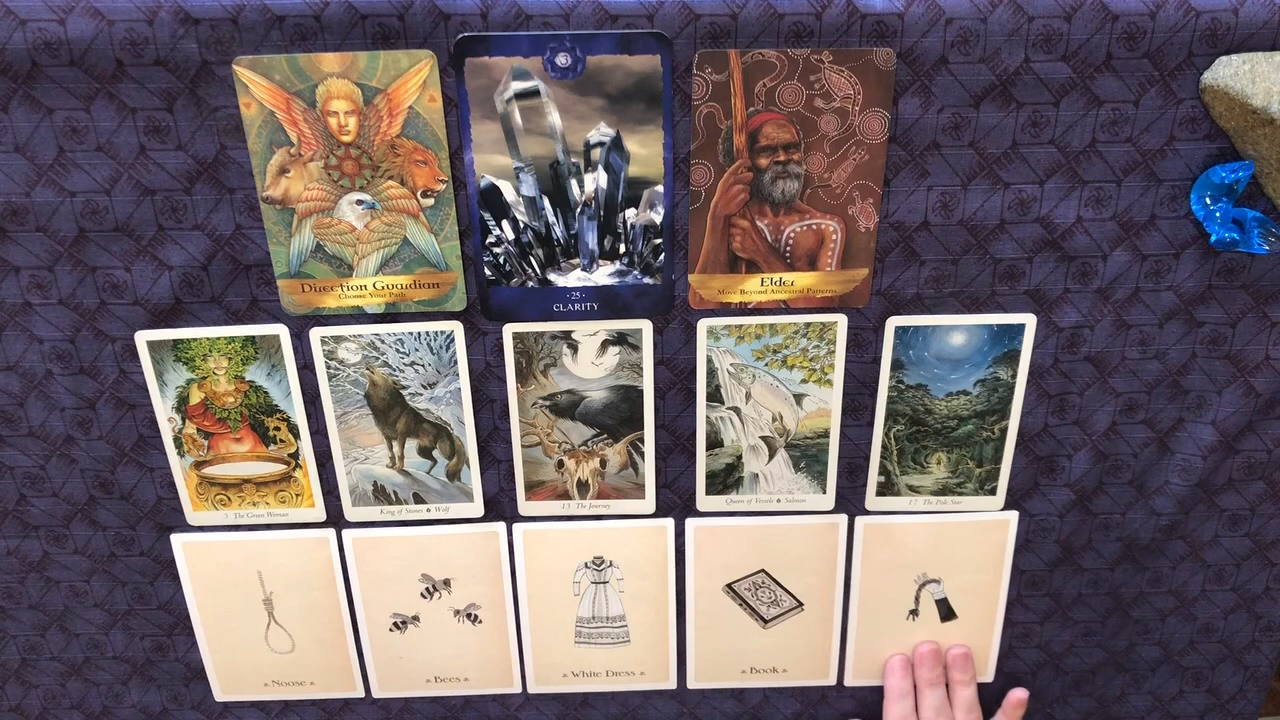 Direction Guardian
Choose Your Path
· 25 ·
CLARITY
Elder
Move Beyond Ancestral Patterns
3 The Green Woman
King of Stones Wolf
13 The Journey
Queen of Vessels Salmon
17 The Pole Star
Noose
Bees
White Dress
Book